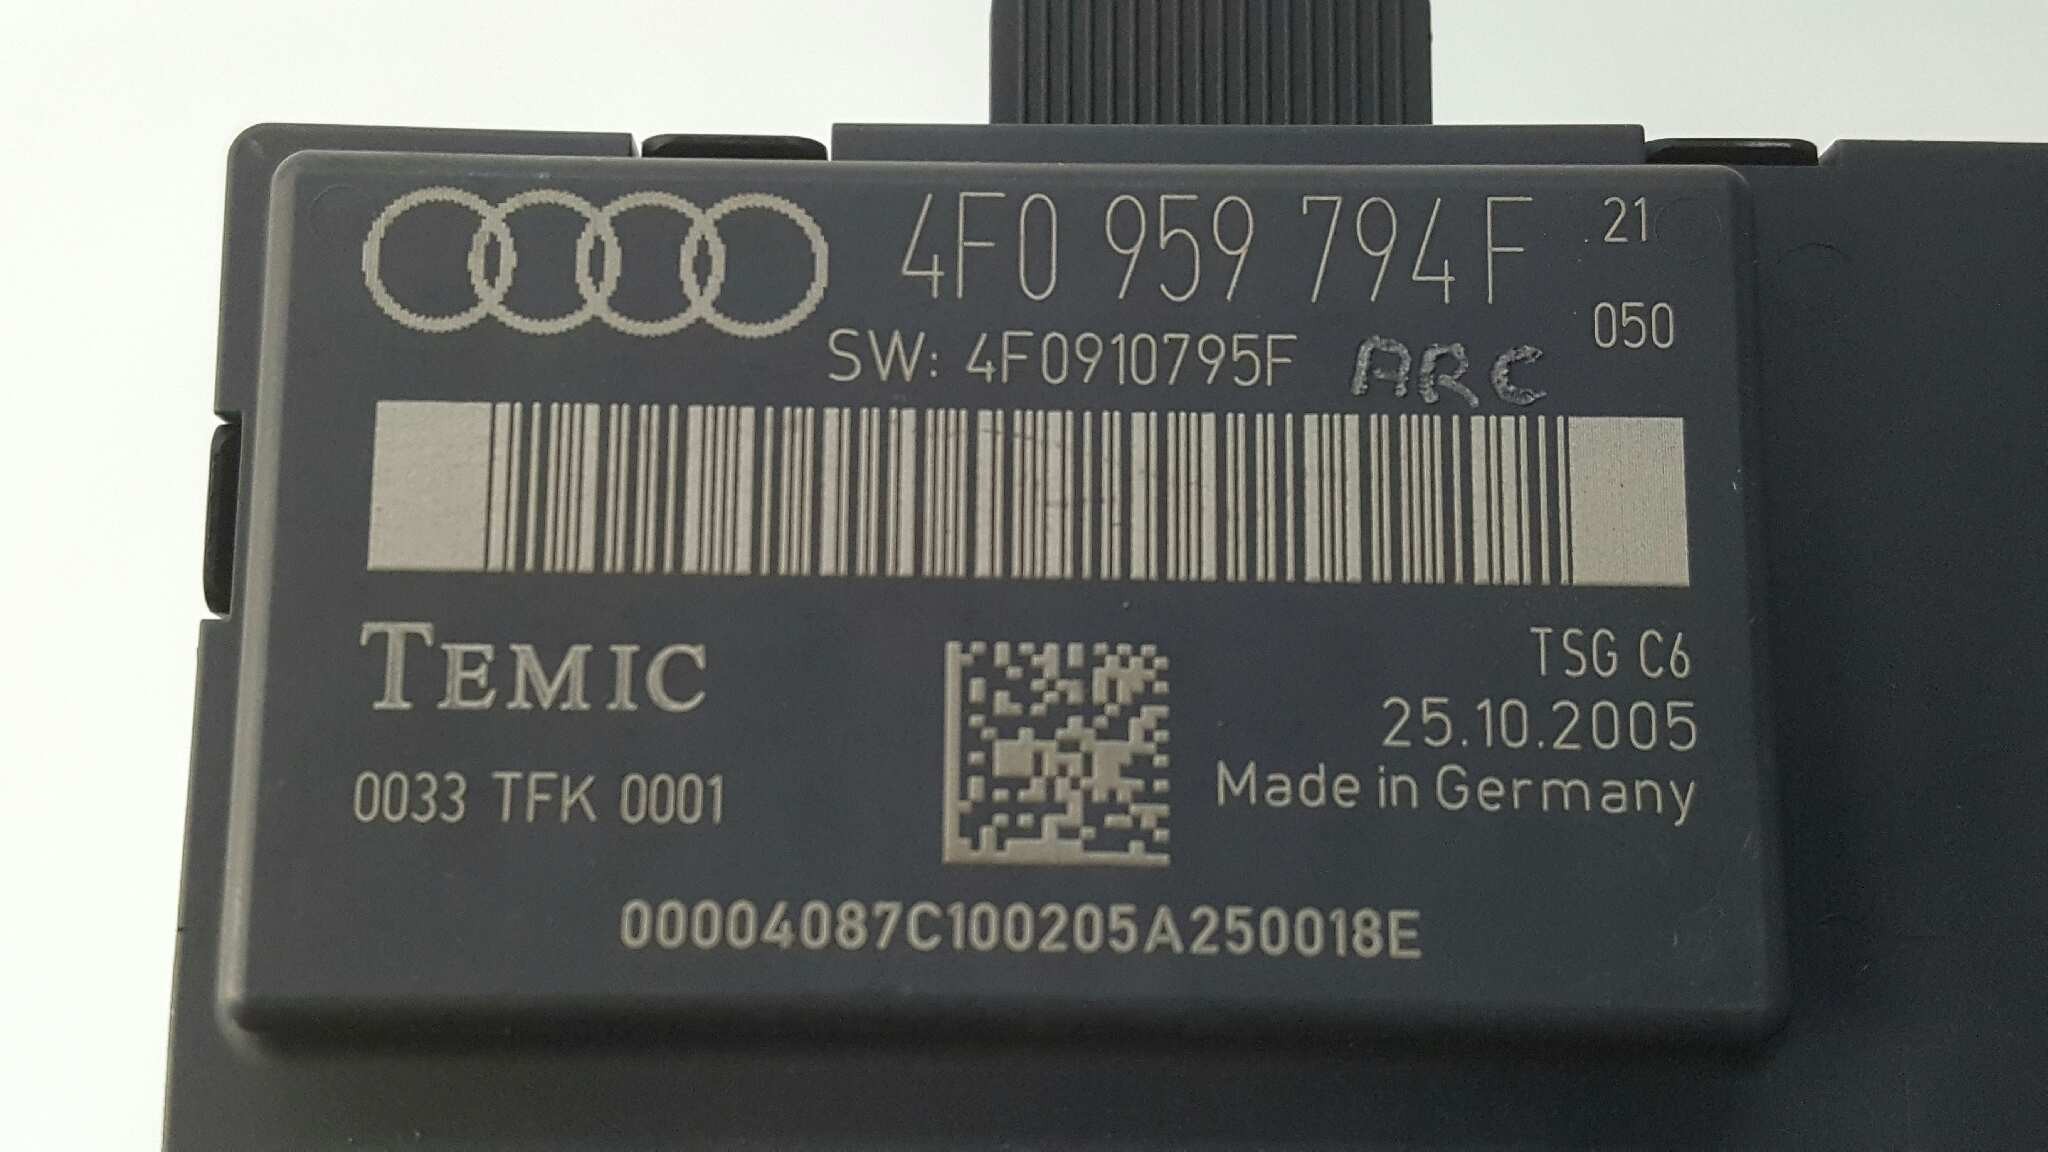 4F0 959 794 F 21
050
SW: 4F0910795F ARC
TEMIC
TSG C6
25.10.2005
Made in Germany
0033 TFK 0001
00004087C100205A250018E